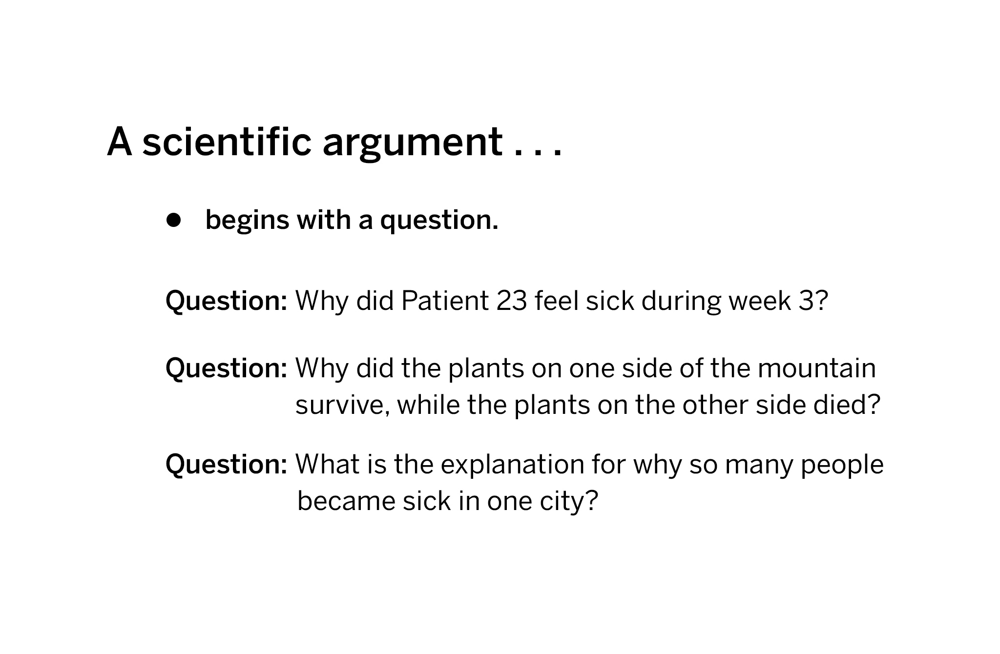 A scientific argument . . .
● begins with a question.
Question: Why did Patient 23 feel sick during week 3?
Question: Why did the plants on one side of the mountain
survive, while the plants on the other side died?
Question: What is the explanation for why so many people
became sick in one city?